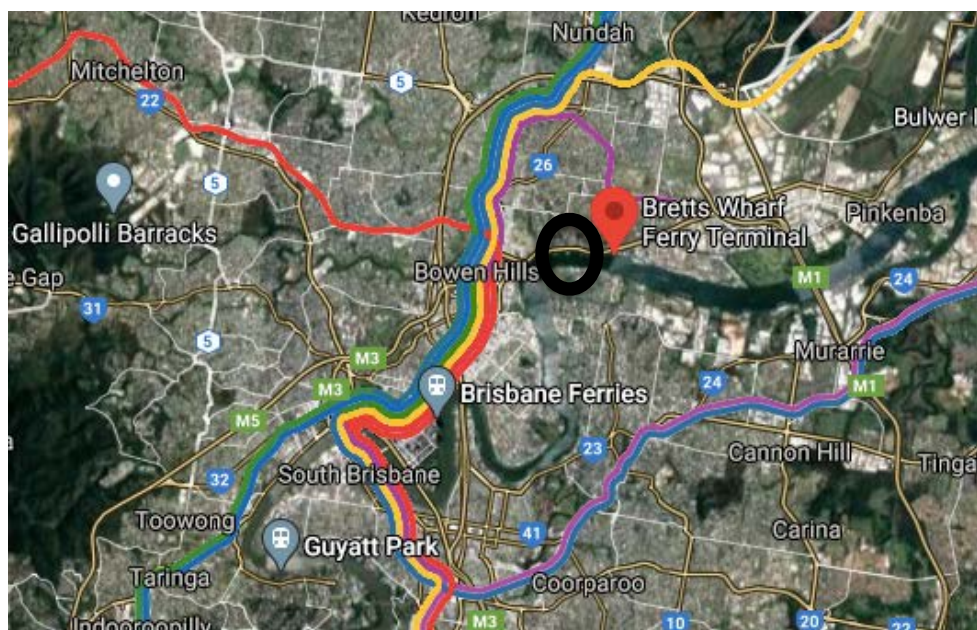 Kedron
Nundah
Mitchelton
5
22
Bulwer
26
5
Bretts Wharf
Ferry Terminal
Pinkenba
Gallipolli Barracks
e Gap
Bowen Hills
M1
24
31
5
Murarrie
M3
M3
24
M1
Brisbane Ferries
M5
23
Cannon Hill
Tinga
32
South Brisbane
Toowong
41
Carina
Guyatt Park
Taringa
Coorparoo
Indooroopilly
M3
10
20
22